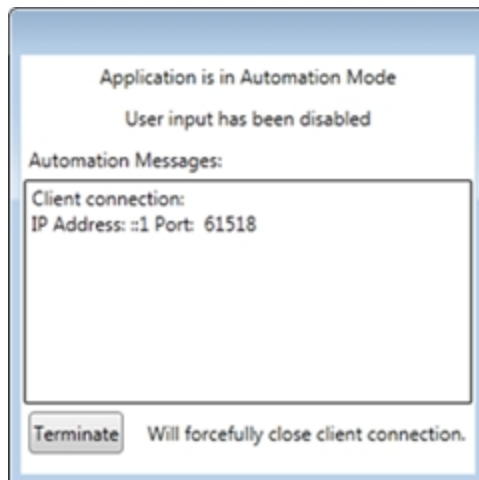 Application is in Automation Mode
User input has been disabled
Automation Messages:
Client connection:
IP Address: ::1 Port:  61518
Terminate Will forcefully close client connection.